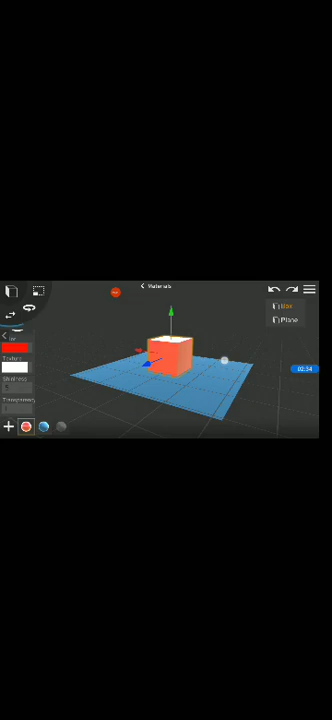 Materials
Box
Plane
Texture
Shininess
Transparency
02:34